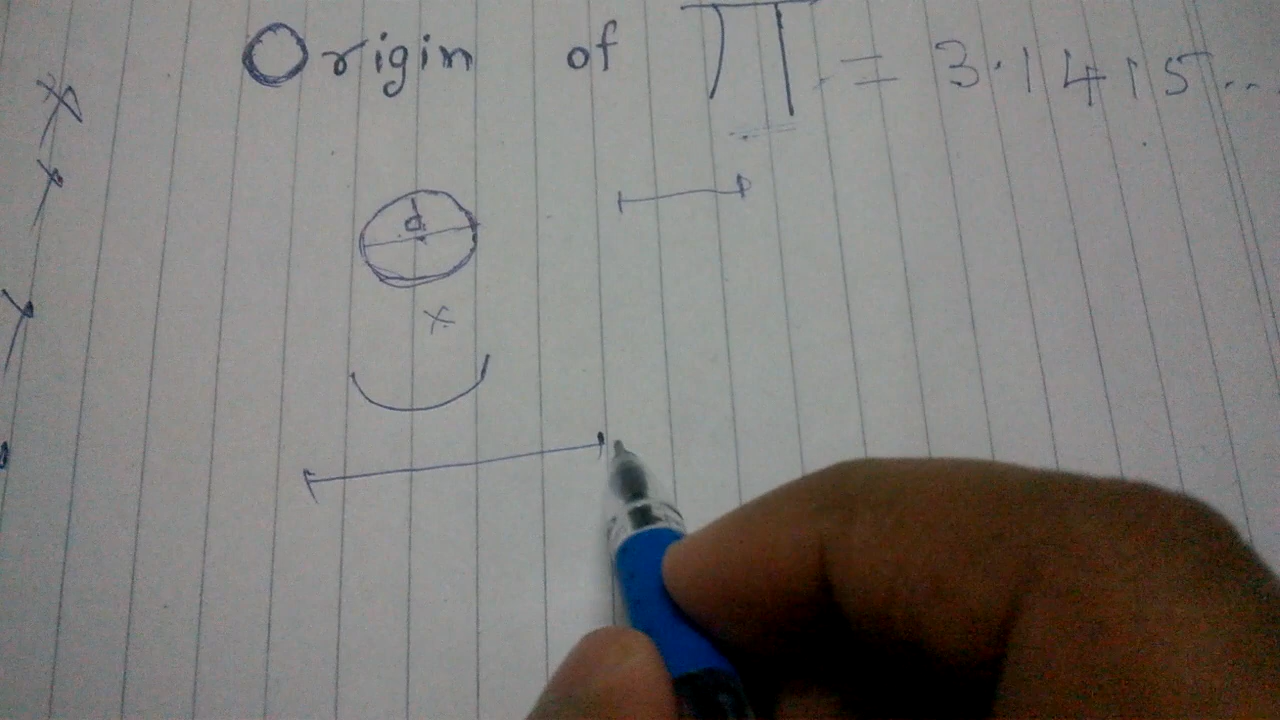 Origin of π = 3.1415...
d
x